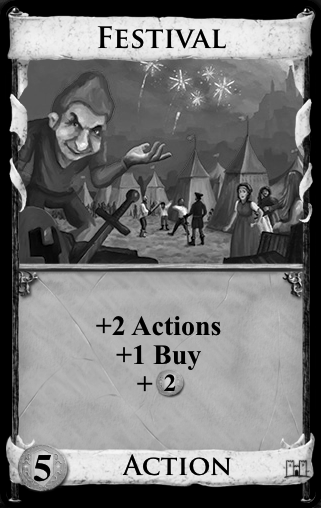 FESTIVAL
+2 Actions
+1 Buy
+ 2
5 ACTION